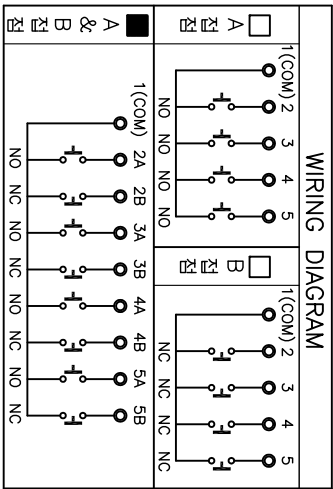 WIRING DIAGRAM
□
A
접
점
1(COM) 2 3 4 5
NO NO NO NO
□
B
접
점
1(COM) 2 3 4 5
NC NC NC NC
■
A
&
B
접
점
1(COM) 2A 2B 3A 3B 4A 4B 5A 5B
NO NC NO NC NO NC NO NC